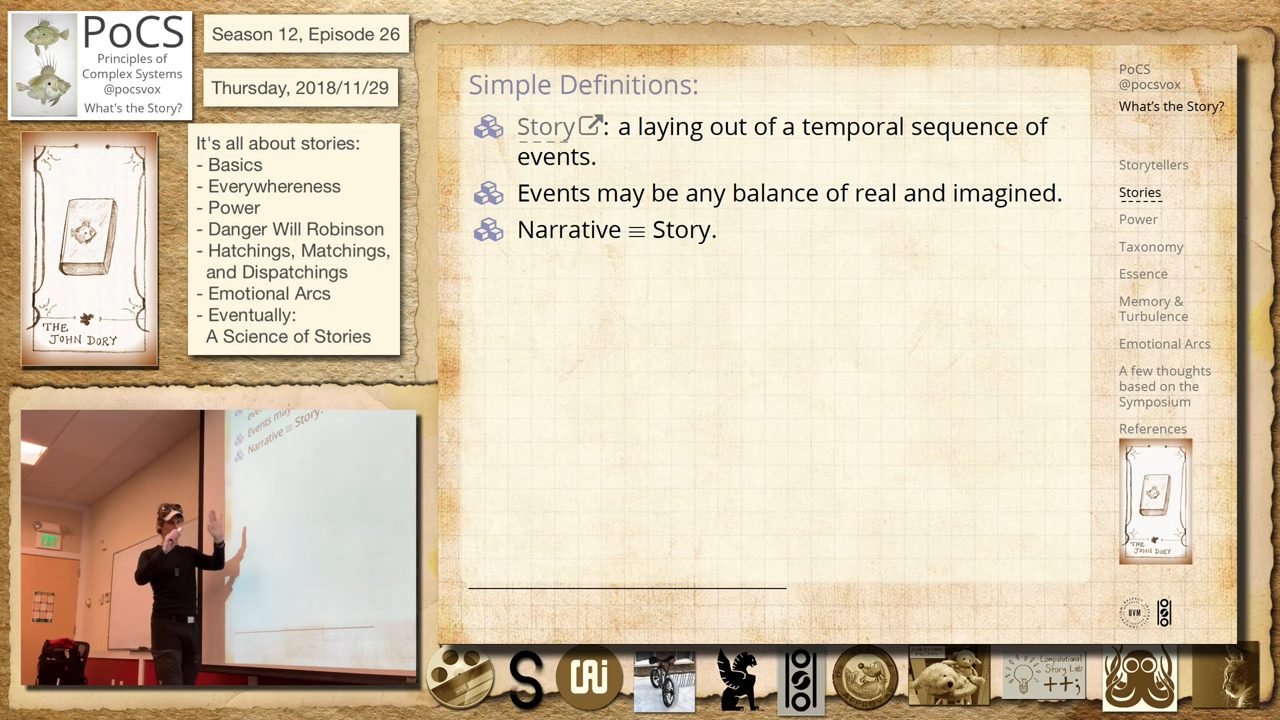 PoCS
Principles of
Complex Systems
@pocsvox
What's the Story?
Season 12, Episode 26
Thursday, 2018/11/29
It's all about stories:
- Basics
- Everywhereness
- Power
- Danger Will Robinson
- Hatchings, Matchings,
and Dispatchings
- Emotional Arcs
- Eventually:
A Science of Stories
THE
JOHN DORY
Events may
Narrative ≡ Story.
Simple Definitions:
Story: a laying out of a temporal sequence of
events.
Events may be any balance of real and imagined.
Narrative ≡ Story.
PoCS
@pocsvox
What's the Story?
Storytellers
Stories
Power
Taxonomy
Essence
Memory &
Turbulence
Emotional Arcs
A few thoughts
based on the
Symposium
References
THE
JOHN DORY
UVM
Computational
Story Lab
++;